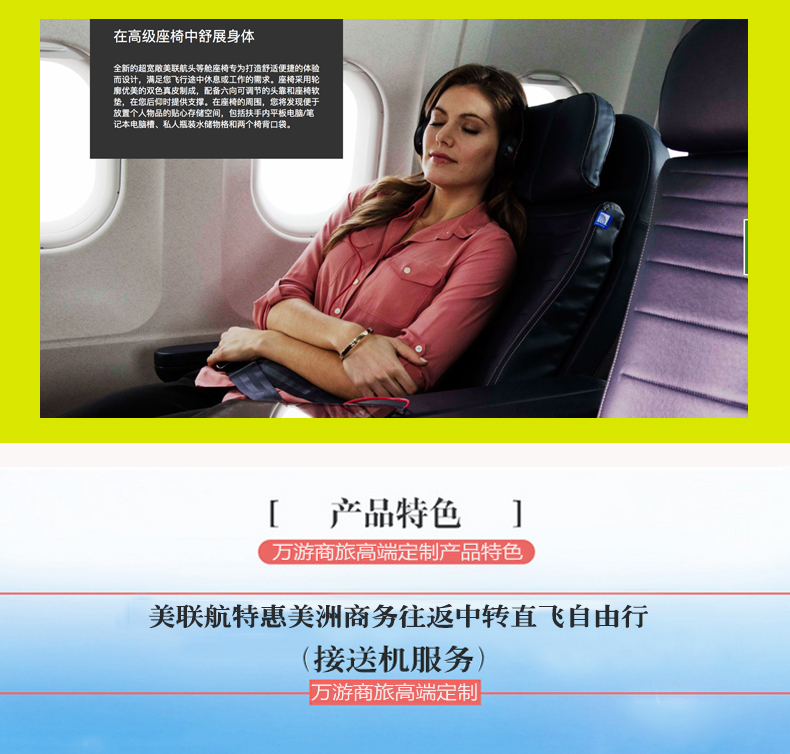 在高级座椅中舒展身体
全新的超宽敞美联航头等舱座椅专为打造舒适便捷的体验
而设计，满足您飞行途中休息或工作的需求。座椅采用轮
廓优美的双色真皮制成，配备六向可调节的头靠和座椅软
垫，在您后仰时提供支撑。在座椅的周围，您将发现便于
放置个人物品的贴心存储空间，包括扶手内平板电脑/笔
记本电脑槽、私人瓶装水储物格和两个椅背口袋。
[ 产品特色 ]
万游商旅高端定制产品特色
美联航特惠美洲商务往返中转直飞自由行
（接送机服务）
万游商旅高端定制